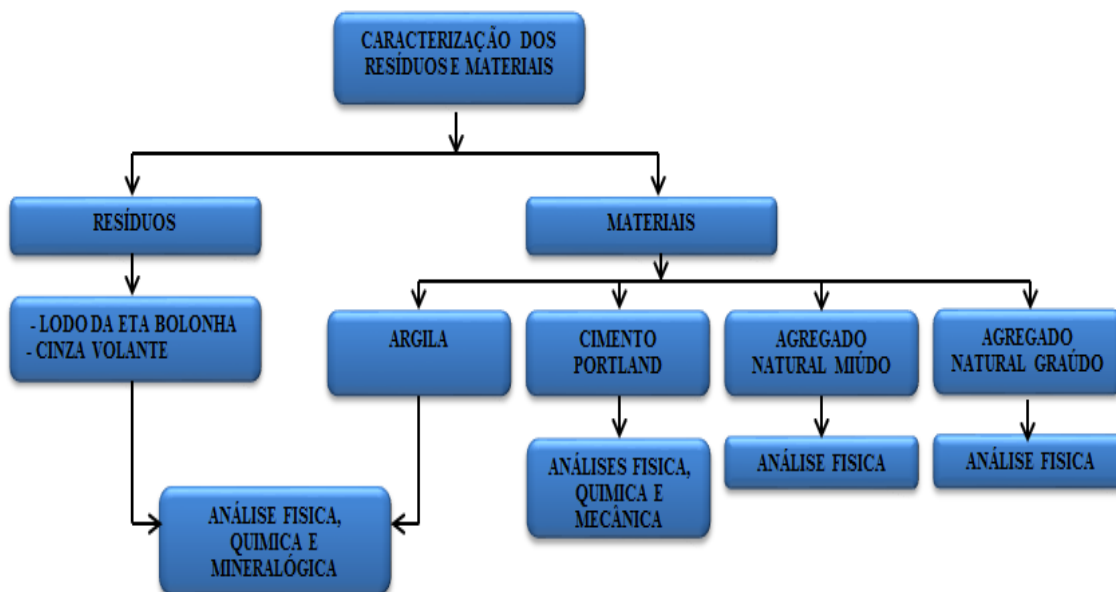 CARACTERIZAÇÃO DOS
RESÍDUOS E MATERIAIS
RESÍDUOS
MATERIAIS
- LODO DA ETA BOLONHA
- CINZA VOLANTE
ARGILA
CIMENTO
PORTLAND
AGREGADO
NATURAL MIÚDO
AGREGADO
NATURAL GRAÚDO
ANÁLISE FISICA,
QUIMICA E
MINERALÓGICA
ANÁLISES FISICA,
QUIMICA E
MECÂNICA
ANÁLISE FISICA
ANÁLISE FISICA